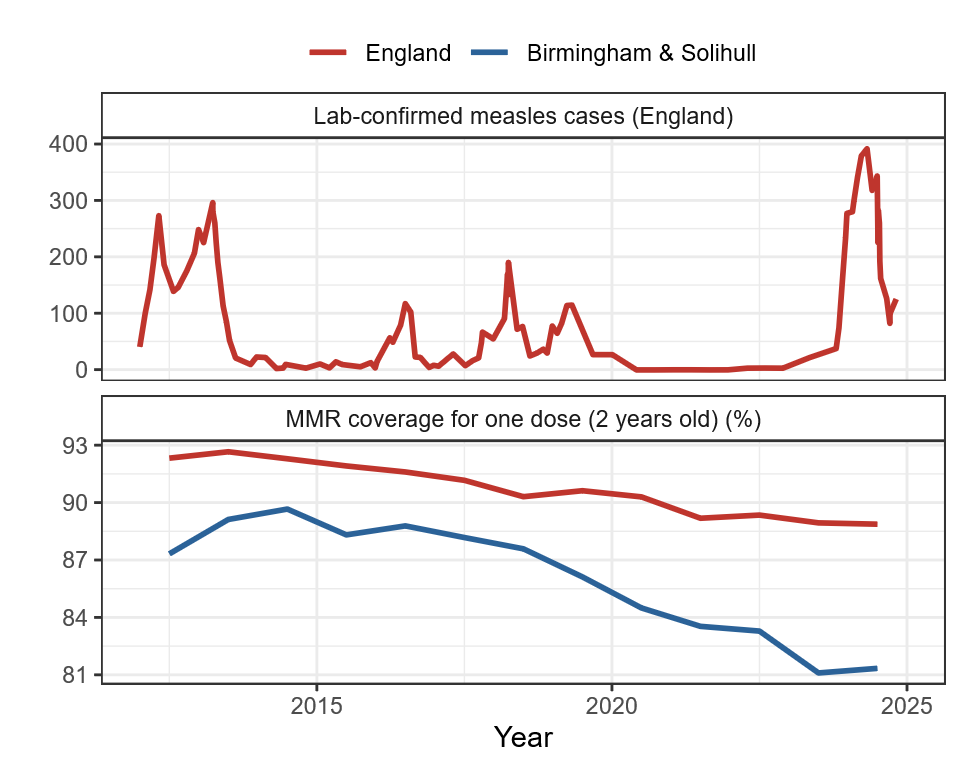 England Birmingham & Solihull
Lab-confirmed measles cases (England)
400
300
200
100
0
MMR coverage for one dose (2 years old) (%)
93
90
87
84
81
2015 2020 2025
Year